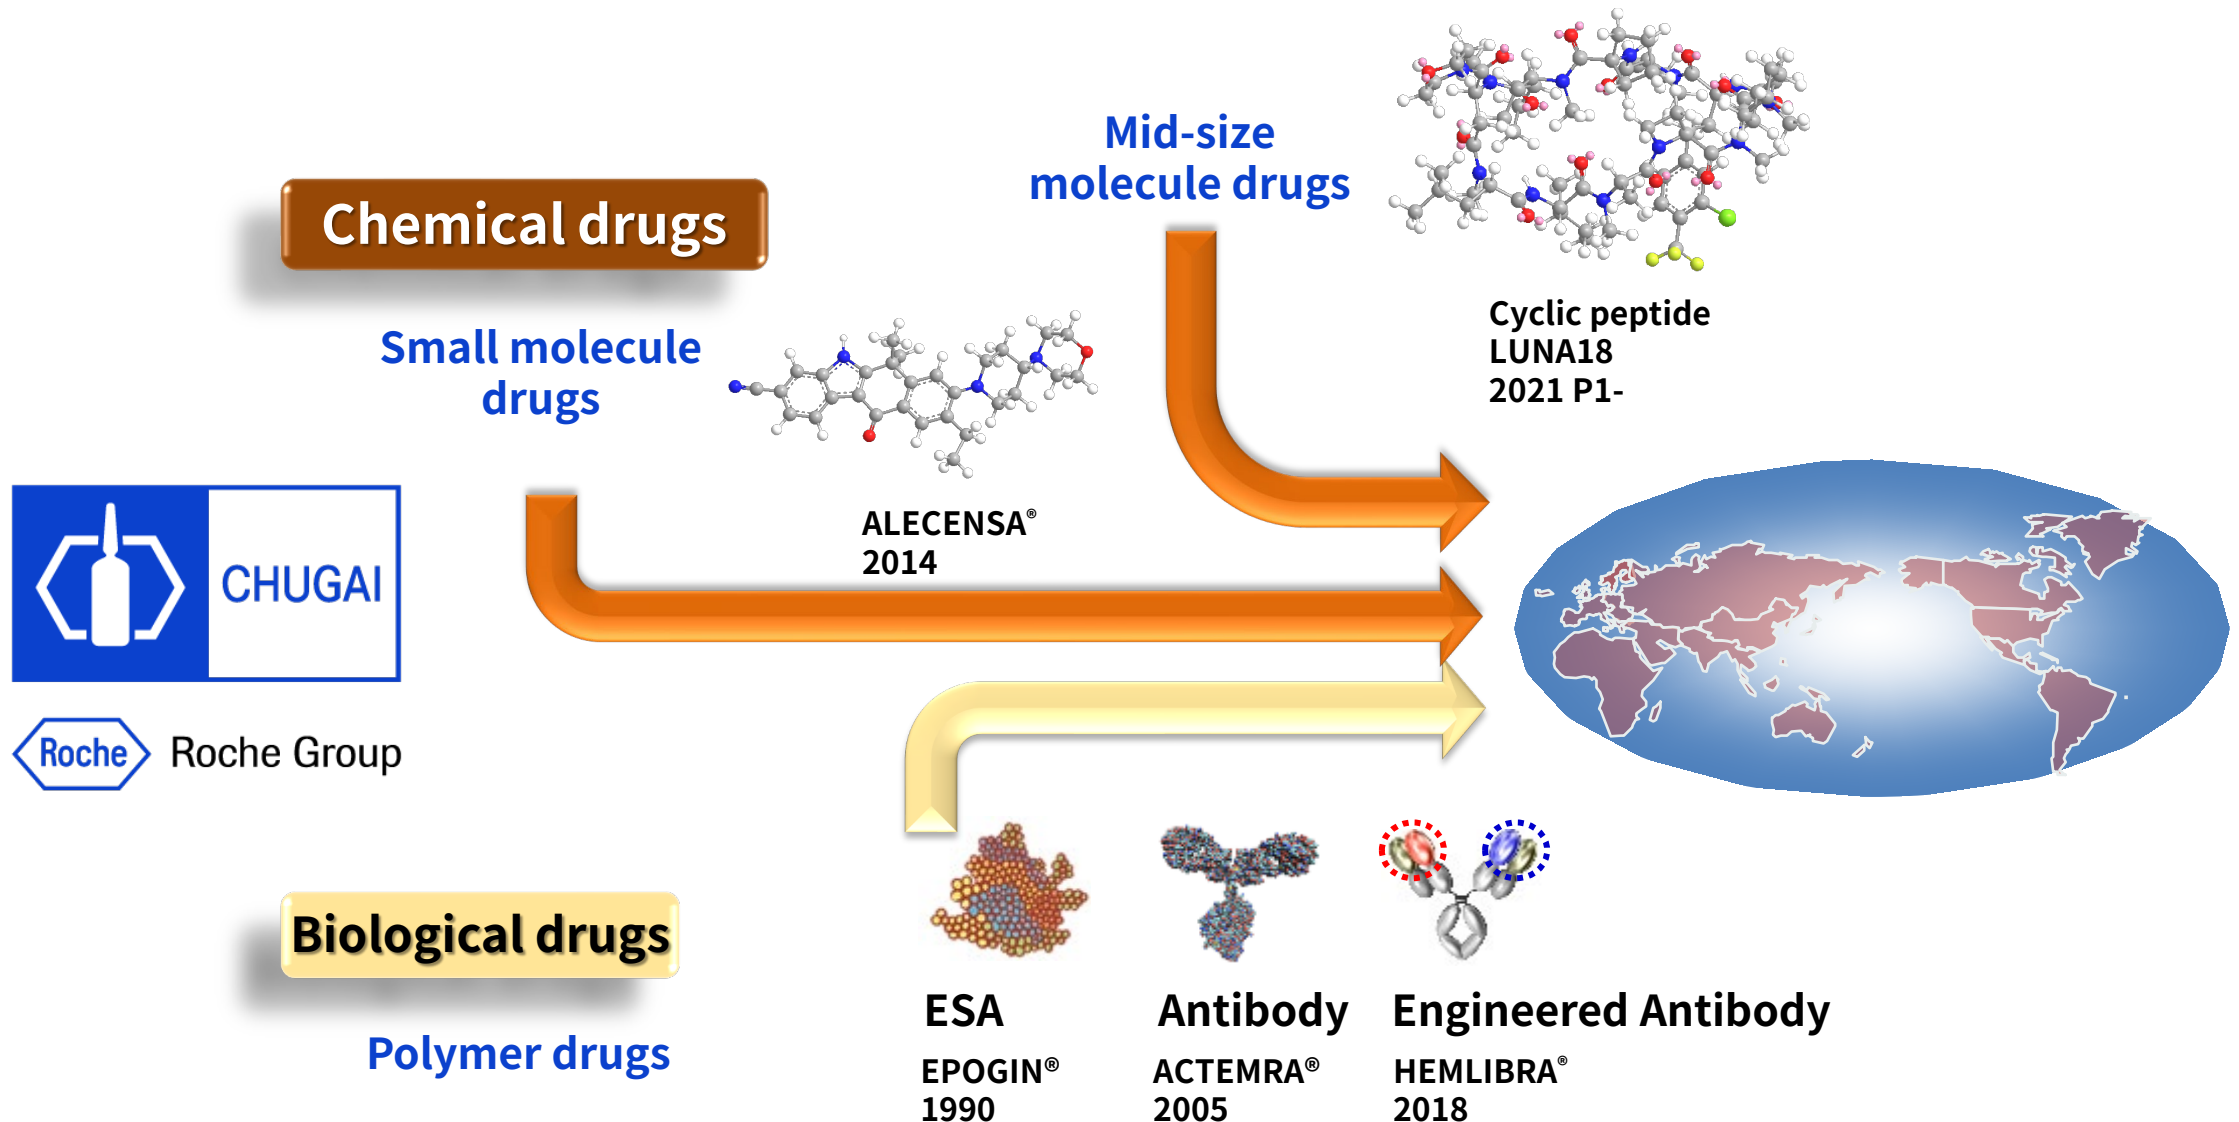 Mid-size
molecule drugs
Chemical drugs
Cyclic peptide
LUNA18
2021 P1-
Small molecule
drugs
ALECENSA®
2014
CHUGAI
Roche
Roche Group
Biological drugs
Polymer drugs
ESA
EPOGIN®
1990
Antibody
ACTEMRA®
2005
Engineered Antibody
HEMLIBRA®
2018